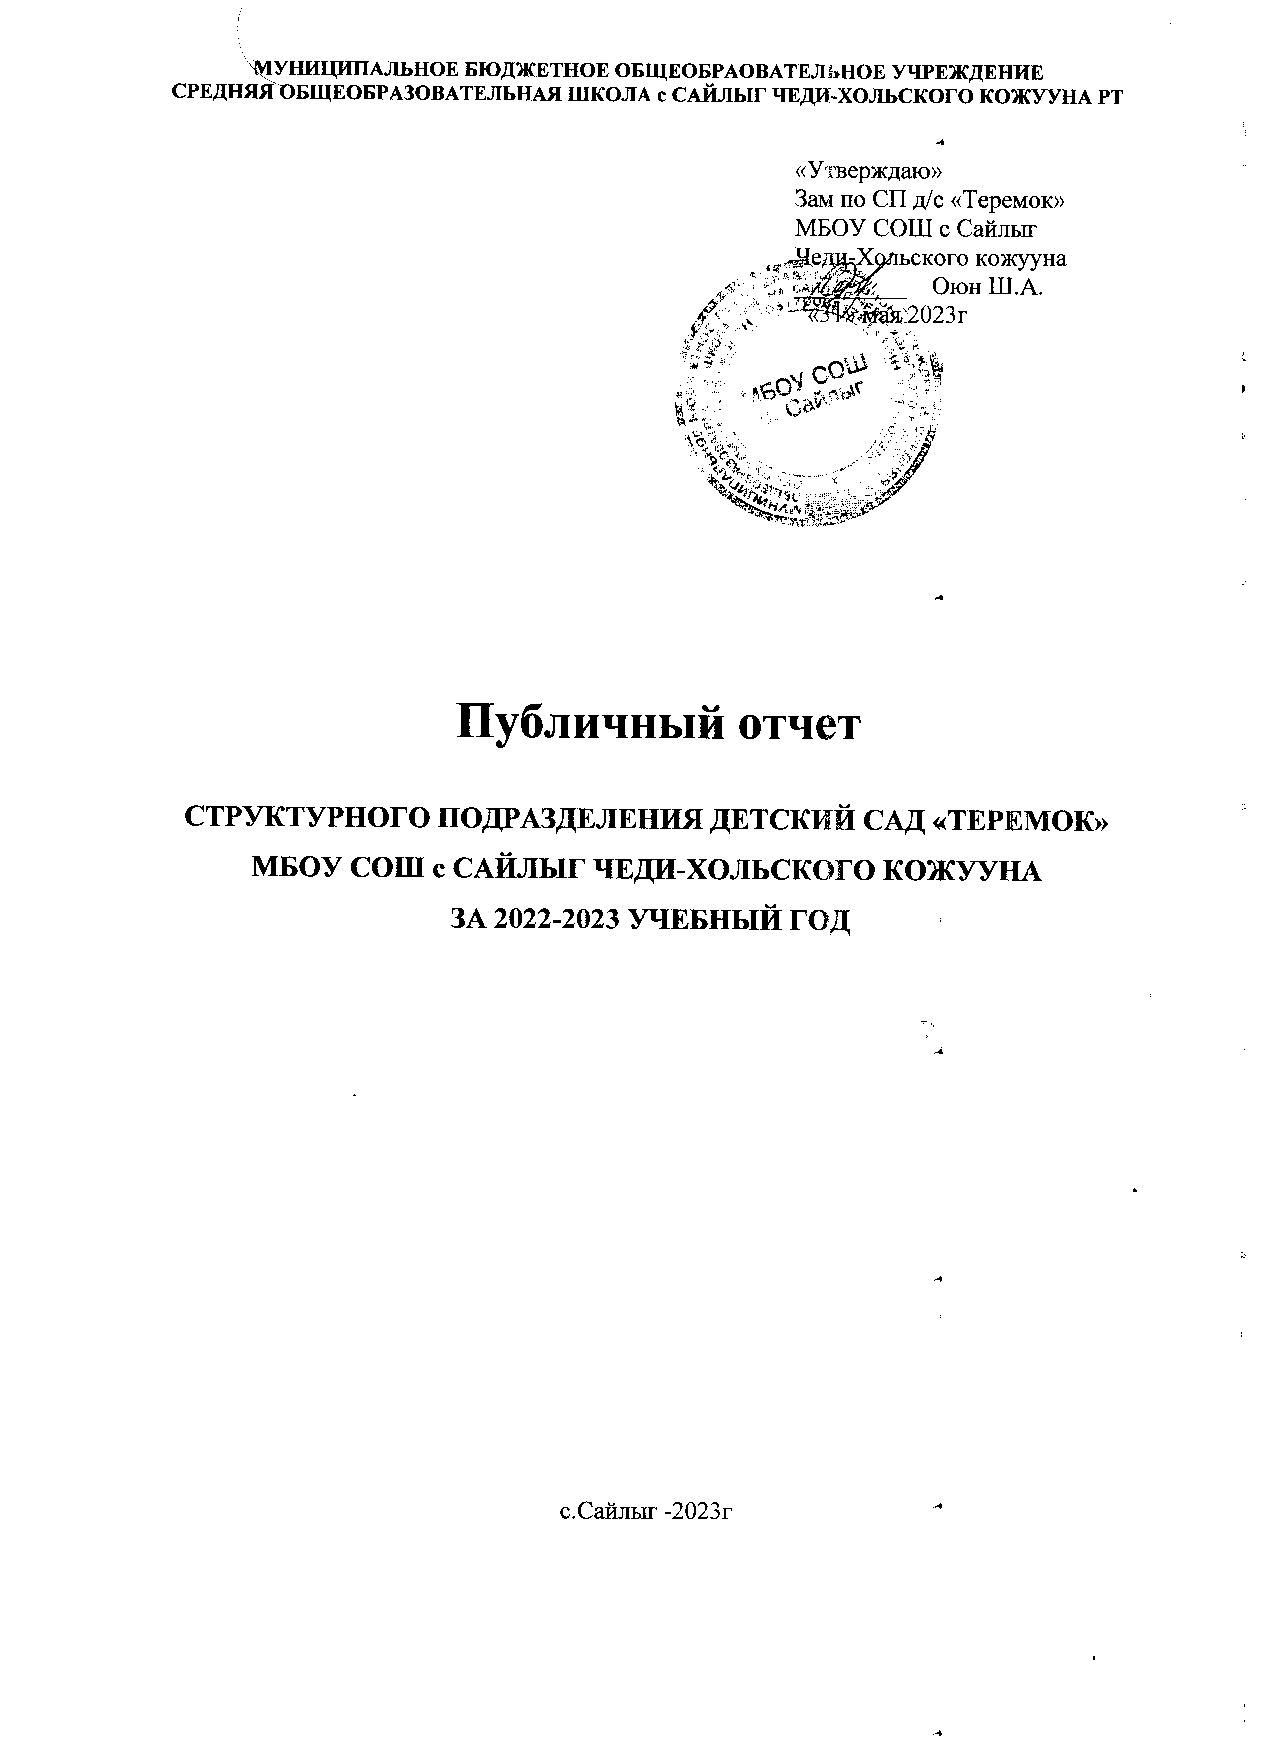 МУНИЦИПАЛЬНОЕ БЮДЖЕТНОЕ ОБЩЕОБРАОВАТЕЛЬНОЕ УЧРЕЖДЕНИЕ
СРЕДНЯЯ ОБЩЕОБРАЗОВАТЕЛЬНАЯ ШКОЛА с САЙЛЫГ ЧЕДИ-ХОЛЬСКОГО КОЖУУНА РТ
«Утверждаю»
Зам по СП д/с «Теремок»
МБОУ СОШ с Сайлыг
Чеди-Хольского кожууна
Оюн Ш.А.
«31» мая 2023г
МБОУ СОШ
Сайлыг
Публичный отчет
СТРУКТУРНОГО ПОДРАЗДЕЛЕНИЯ ДЕТСКИЙ САД «ТЕРЕМОК»
МБОУ СОШ с САЙЛЫГ ЧЕДИ-ХОЛЬСКОГО КОЖУУНА
ЗА 2022-2023 УЧЕБНЫЙ ГОД
с.Сайлыг -2023г